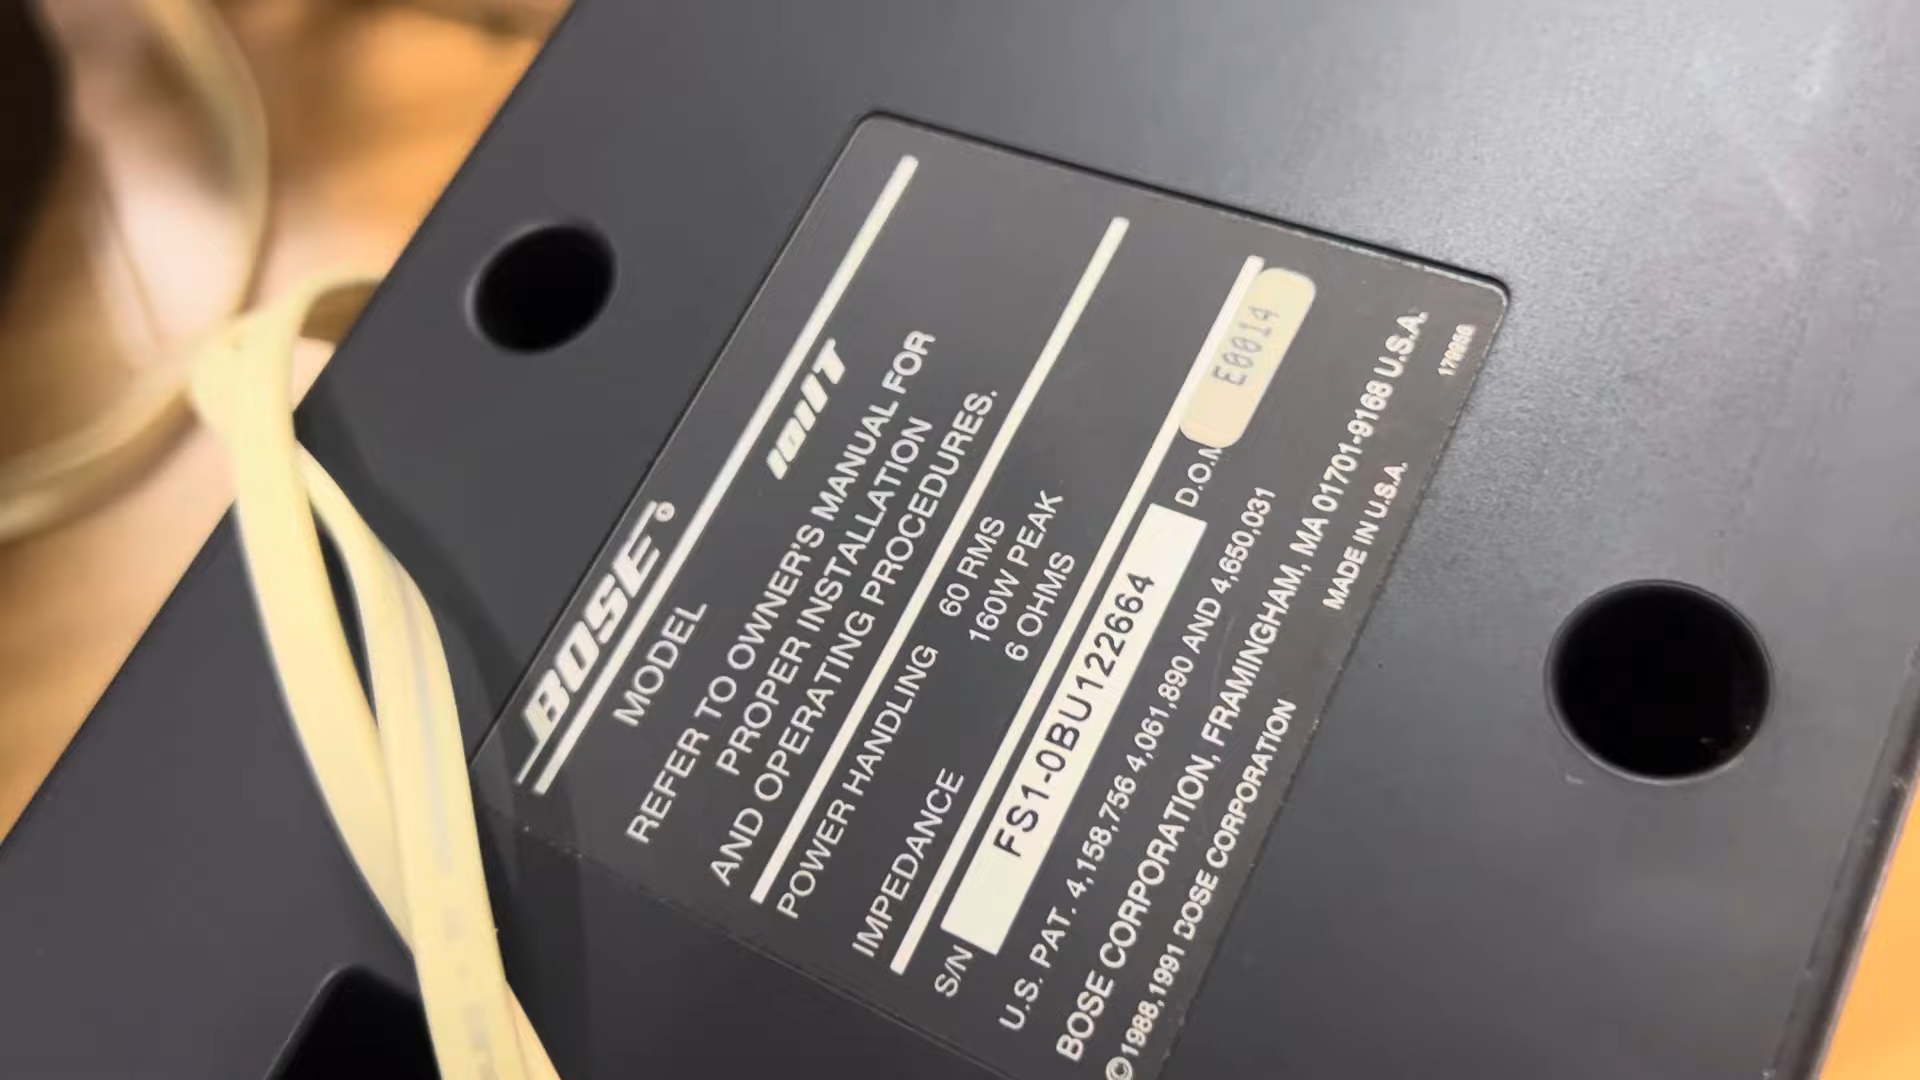 BOSE®
MODEL 101IT
REFER TO OWNER'S MANUAL FOR
PROPER INSTALLATION
AND OPERATING PROCEDURES.
POWER HANDLING 60 RMS
160W PEAK
IMPEDANCE 6 OHMS
S/N FS1-0BU122664 D.O.M E0014
U.S. PAT. 4,158,756 4,061,890 AND 4,650,031
BOSE CORPORATION, FRAMINGHAM, MA 01701-9168 U.S.A.
©1988,1991 BOSE CORPORATION MADE IN U.S.A.